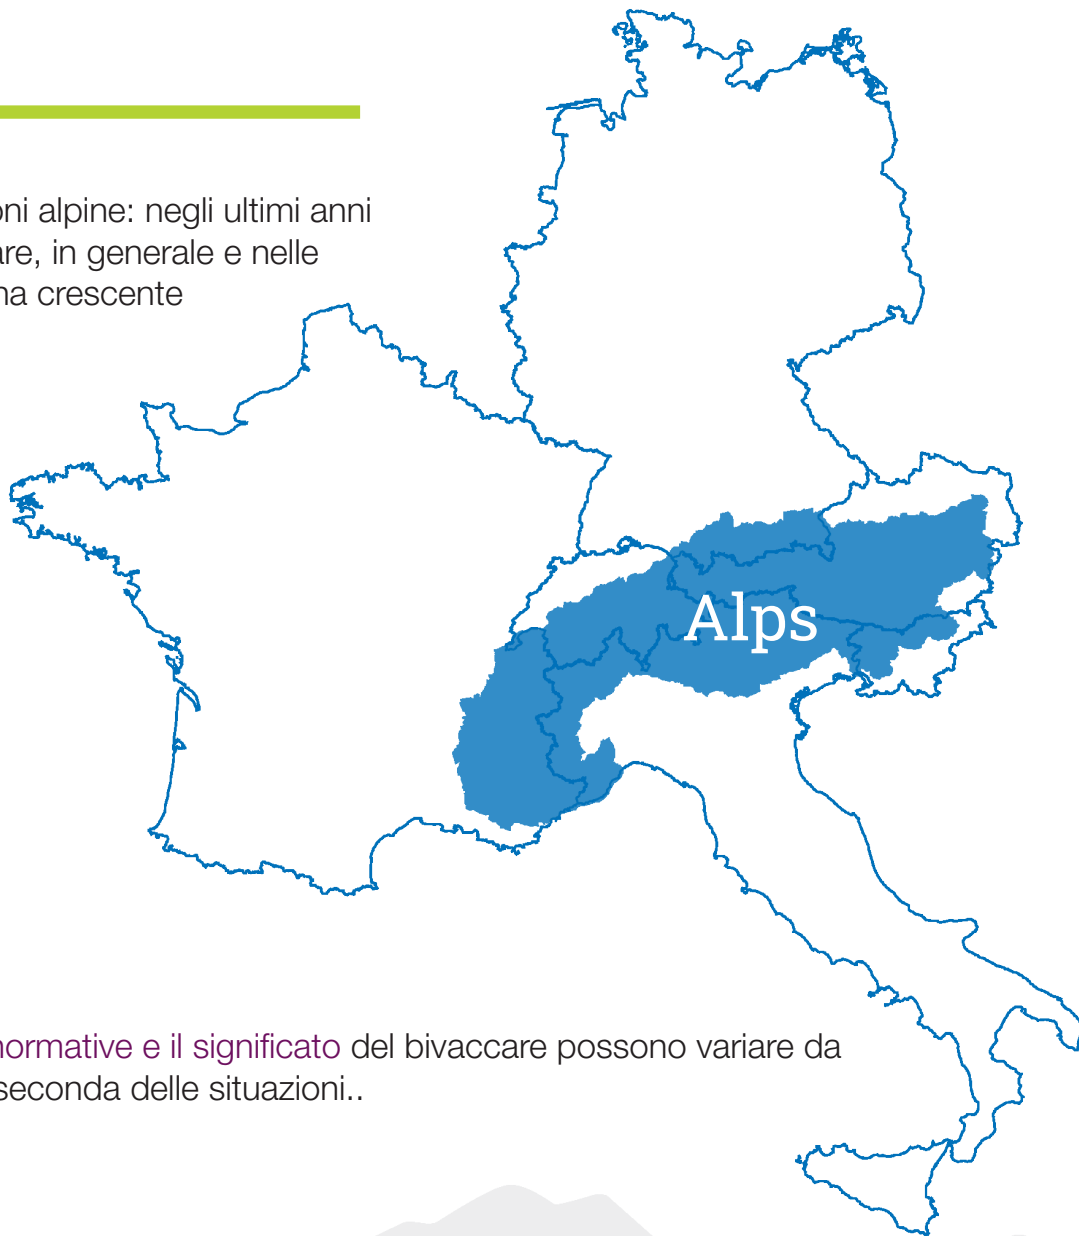 oni alpine: negli ultimi anni
are, in generale e nelle
na crescente
Alps
normative e il significato del bivaccare possono variare da
seconda delle situazioni..